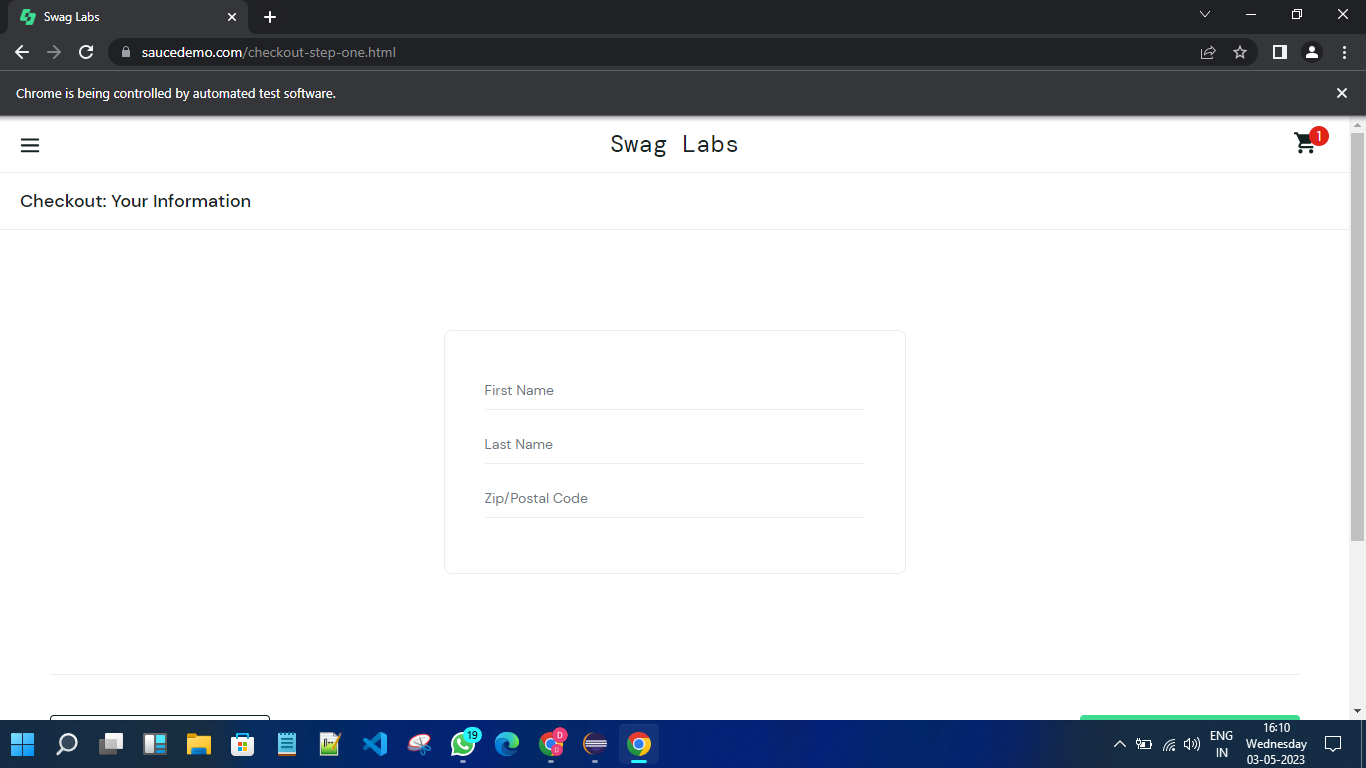 Swag Labs
saucedemo.com/checkout-step-one.html
Chrome is being controlled by automated test software.
Swag Labs
1
Checkout: Your Information
First Name
Last Name
Zip/Postal Code
19
D
D
ENG
IN
16:10
Wednesday
03-05-2023